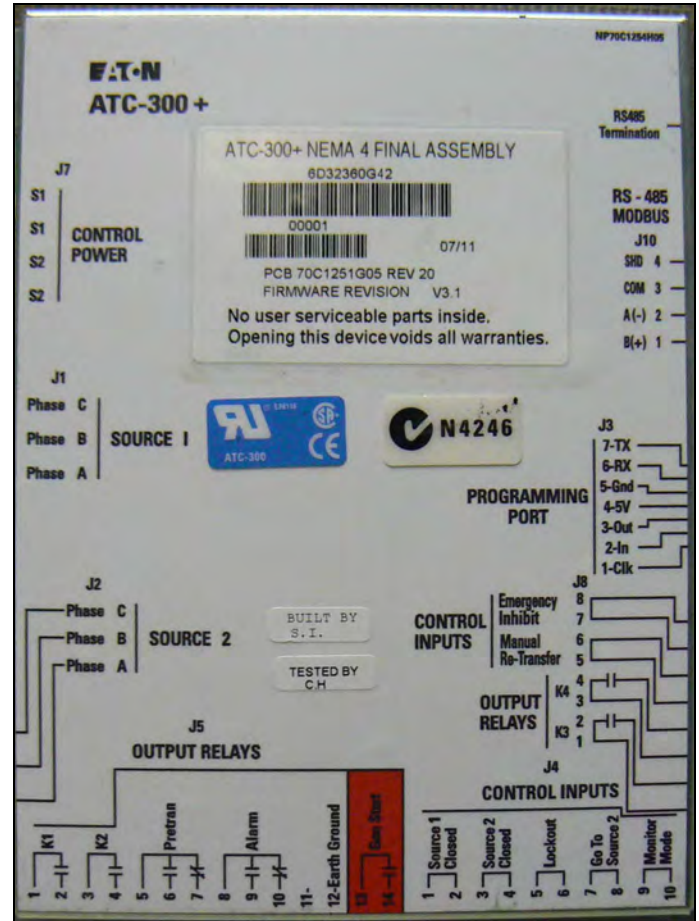 NP70C1254H05
EATON
ATC-300 +
RS485
Termination
ATC-300+ NEMA 4 FINAL ASSEMBLY
6D32360G42
00001
07/11
PCB 70C1251G05 REV 20
FIRMWARE REVISION V3.1
No user serviceable parts inside.
Opening this device voids all warranties.
J7
S1
S1
S2
S2
CONTROL
POWER
RS - 485
MODBUS
J10
SHD 4
COM 3
A(-) 2
B(+) 1
J1
Phase C
Phase B
Phase A
SOURCE 1
ATC-300
CE
N4246
J3
7-TX
6-RX
5-Gnd
4-5V
3-Out
2-In
1-Clk
PROGRAMMING
PORT
J2
Phase C
Phase B
Phase A
SOURCE 2
BUILT BY
S.I.
TESTED BY
C.H
J8
CONTROL
INPUTS
Emergency 8
Inhibit 7
Manual 6
Re-Transfer 5
OUTPUT
RELAYS
K4 4
3
K3 2
1
J5
OUTPUT RELAYS
K1
K2
Pretran
Alarm
12-Earth Ground
Gen Start
1
2
3
4
5
6
7
8
9
10
11-
13
14
J4
CONTROL INPUTS
Source 1
Closed
Source 2
Closed
Lockout
Go To
Source 2
Monitor
Mode
1
2
3
4
5
6
7
8
9
10